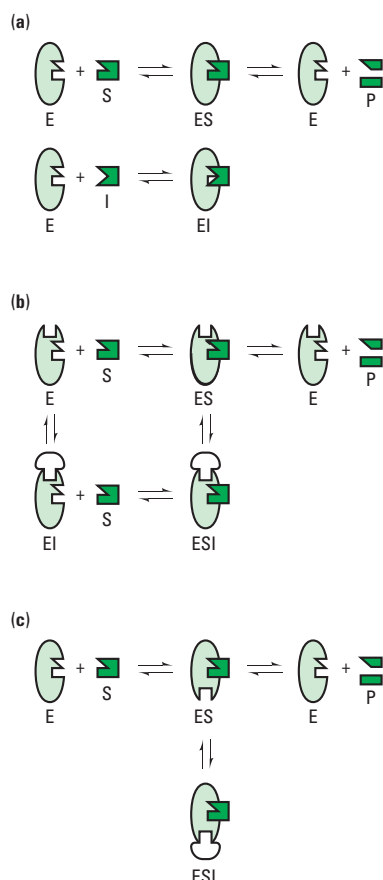 (a)
+ + 
E S ES E P
+
E I EI
(b)
+ +
E S ES E P
+
EI S ESI
(c)
+ +
E S ES E P
ESI